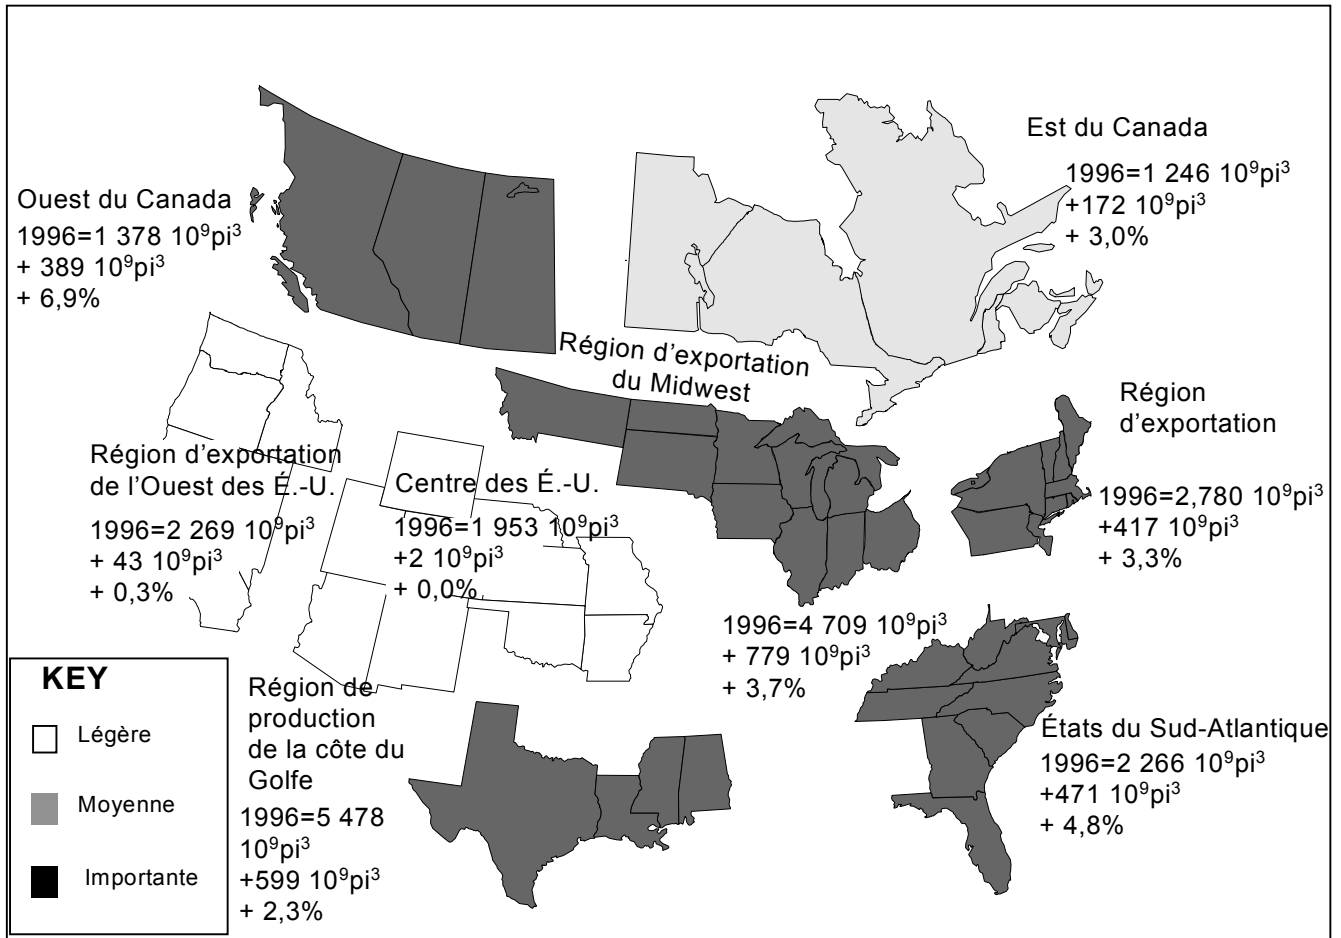 Est du Canada
1996=1 246 10⁹pi³
+172 10⁹pi³
+ 3,0%
Ouest du Canada
1996=1 378 10⁹pi³
+ 389 10⁹pi³
+ 6,9%
Région d'exportation
du Midwest
1996=4 709 10⁹pi³
+ 779 10⁹pi³
+ 3,7%
Région
d'exportation
1996=2,780 10⁹pi³
+417 10⁹pi³
+ 3,3%
Région d'exportation
de l'Ouest des É.-U.
1996=2 269 10⁹pi³
+ 43 10⁹pi³
+ 0,3%
Centre des É.-U.
1996=1 953 10⁹pi³
+2 10⁹pi³
+ 0,0%
Région de
production
de la côte du
Golfe
1996=5 478
10⁹pi³
+599 10⁹pi³
+ 2,3%
États du Sud-Atlantique
1996=2 266 10⁹pi³
+471 10⁹pi³
+ 4,8%
KEY
Légère
Moyenne
Importante